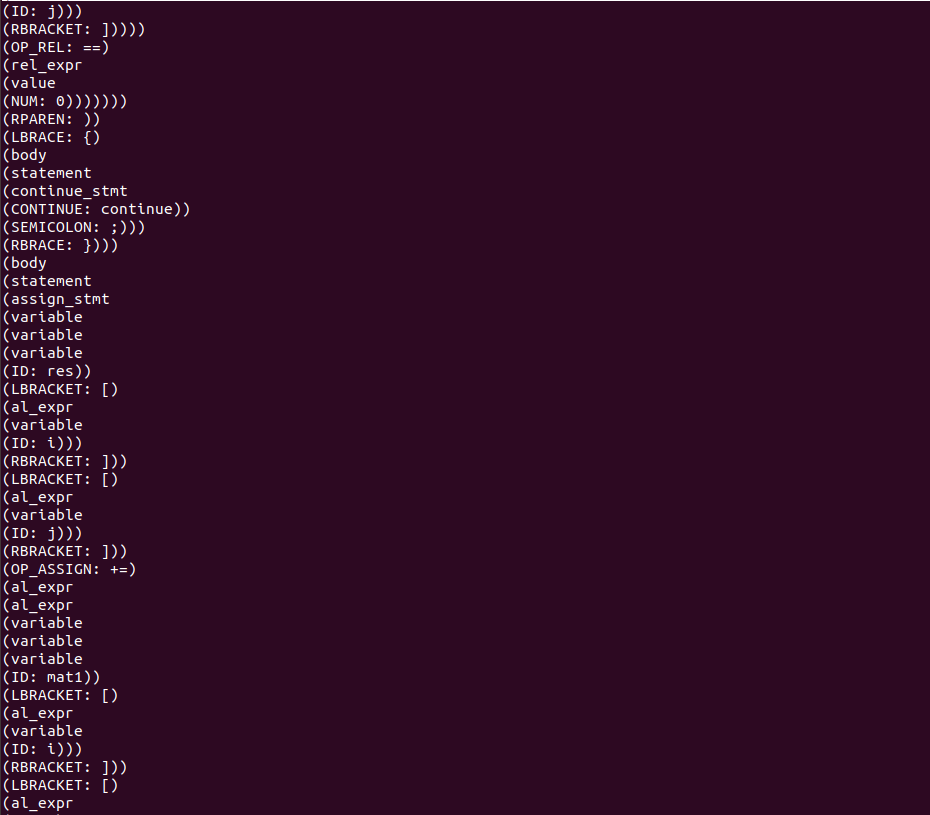 (ID: j)))
(RBRACKET: ])))))
(OP_REL: ==)
(rel_expr
(value
(NUM: 0)))))))
(RPAREN: ))
(LBRACE: {)
(body
(statement
(continue_stmt
(CONTINUE: continue))
(SEMICOLON: ;)))
(RBRACE: }))))
(body
(statement
(assign_stmt
(variable
(variable
(variable
(ID: res))
(LBRACKET: [)
(al_expr
(variable
(ID: i)))
(RBRACKET: ]))
(LBRACKET: [)
(al_expr
(variable
(ID: j)))
(RBRACKET: ]))
(OP_ASSIGN: +=)
(al_expr
(al_expr
(variable
(variable
(variable
(ID: mat1))
(LBRACKET: [)
(al_expr
(variable
(ID: i)))
(RBRACKET: ]))
(LBRACKET: [)
(al_expr